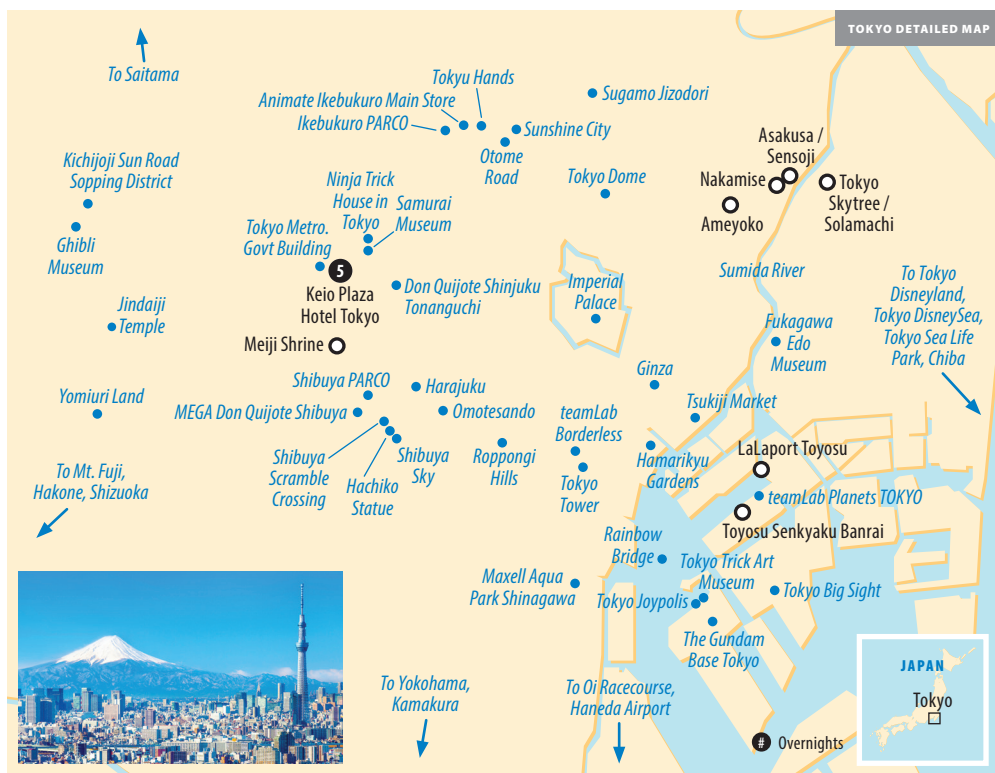 TOKYO DETAILED MAP
To Saitama
Tokyu Hands
Animate Ikebukuro Main Store
Ikebukuro PARCO
Sugamo Jizodori
Sunshine City
Otome
Road
Asakusa /
Sensoji
Kichijoji Sun Road
Sopping District
Ninja Trick
House in
Tokyo
Samurai
Museum
Tokyo Dome
Nakamise
Tokyo
Skytree /
Solamachi
Ameyoko
Tokyo Metro.
Govt Building
Ghibli
Museum
5
Keio Plaza
Hotel Tokyo
Don Quijote Shinjuku
Tonanguchi
Imperial
Palace
Sumida River
To Tokyo
Disneyland,
Tokyo DisneySea,
Tokyo Sea Life
Park, Chiba
Jindaiji
Temple
Fukagawa
Edo
Museum
Meiji Shrine
Ginza
Shibuya PARCO
Harajuku
Yomiuri Land
MEGA Don Quijote Shibuya
Omotesando
teamLab
Borderless
Tsukiji Market
Shibuya
Scramble
Crossing
Hachiko
Statue
Shibuya
Sky
Roppongi
Hills
Tokyo
Tower
Hamarikyu
Gardens
LaLaport Toyosu
To Mt. Fuji,
Hakone, Shizuoka
teamLab Planets TOKYO
Toyosu Senkyaku Banrai
Rainbow
Bridge
Tokyo Trick Art
Museum
Maxell Aqua
Park Shinagawa
Tokyo Joypolis
Tokyo Big Sight
The Gundam
Base Tokyo
To Yokohama,
Kamakura
To Oi Racecourse,
Haneda Airport
JAPAN
Tokyo
# Overnights